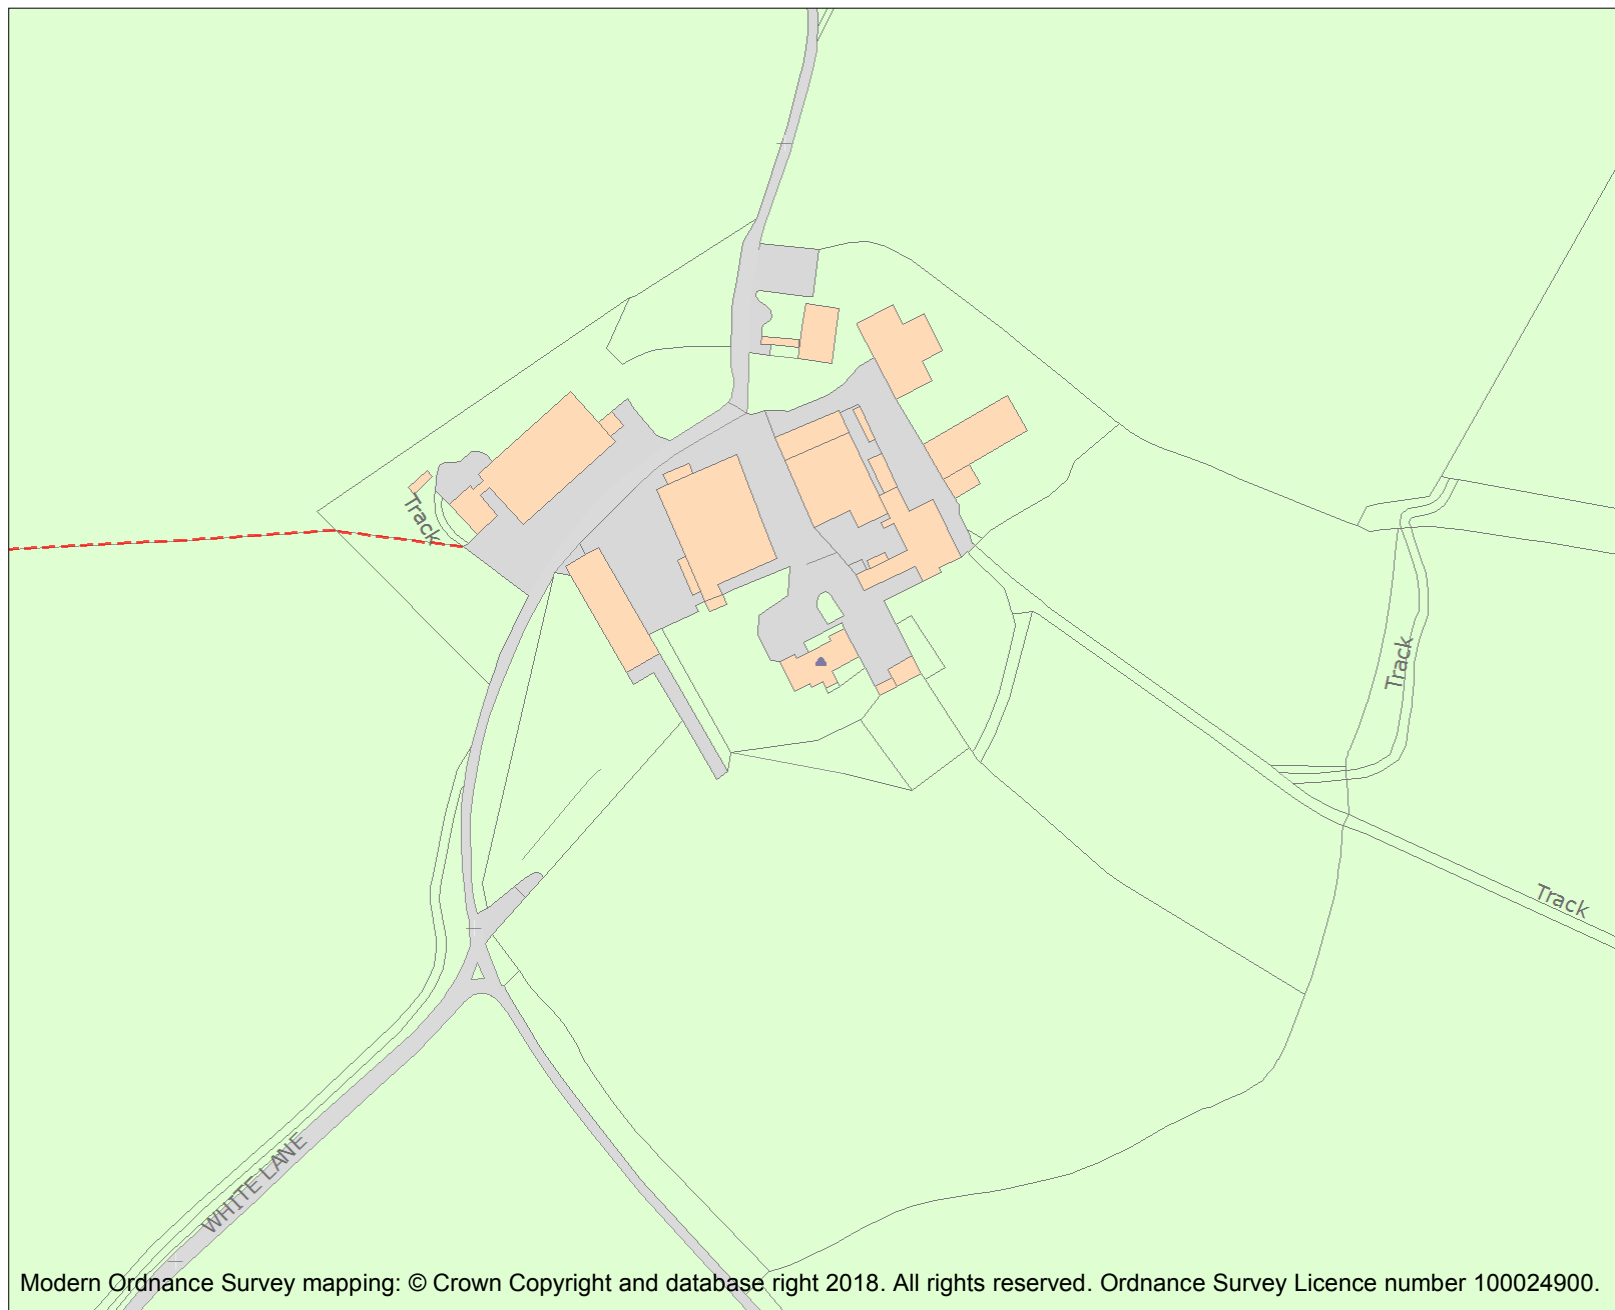 Track
Track
Track
WHITE LANE
Modern Ordnance Survey mapping: © Crown Copyright and database right 2018. All rights reserved. Ordnance Survey Licence number 100024900.